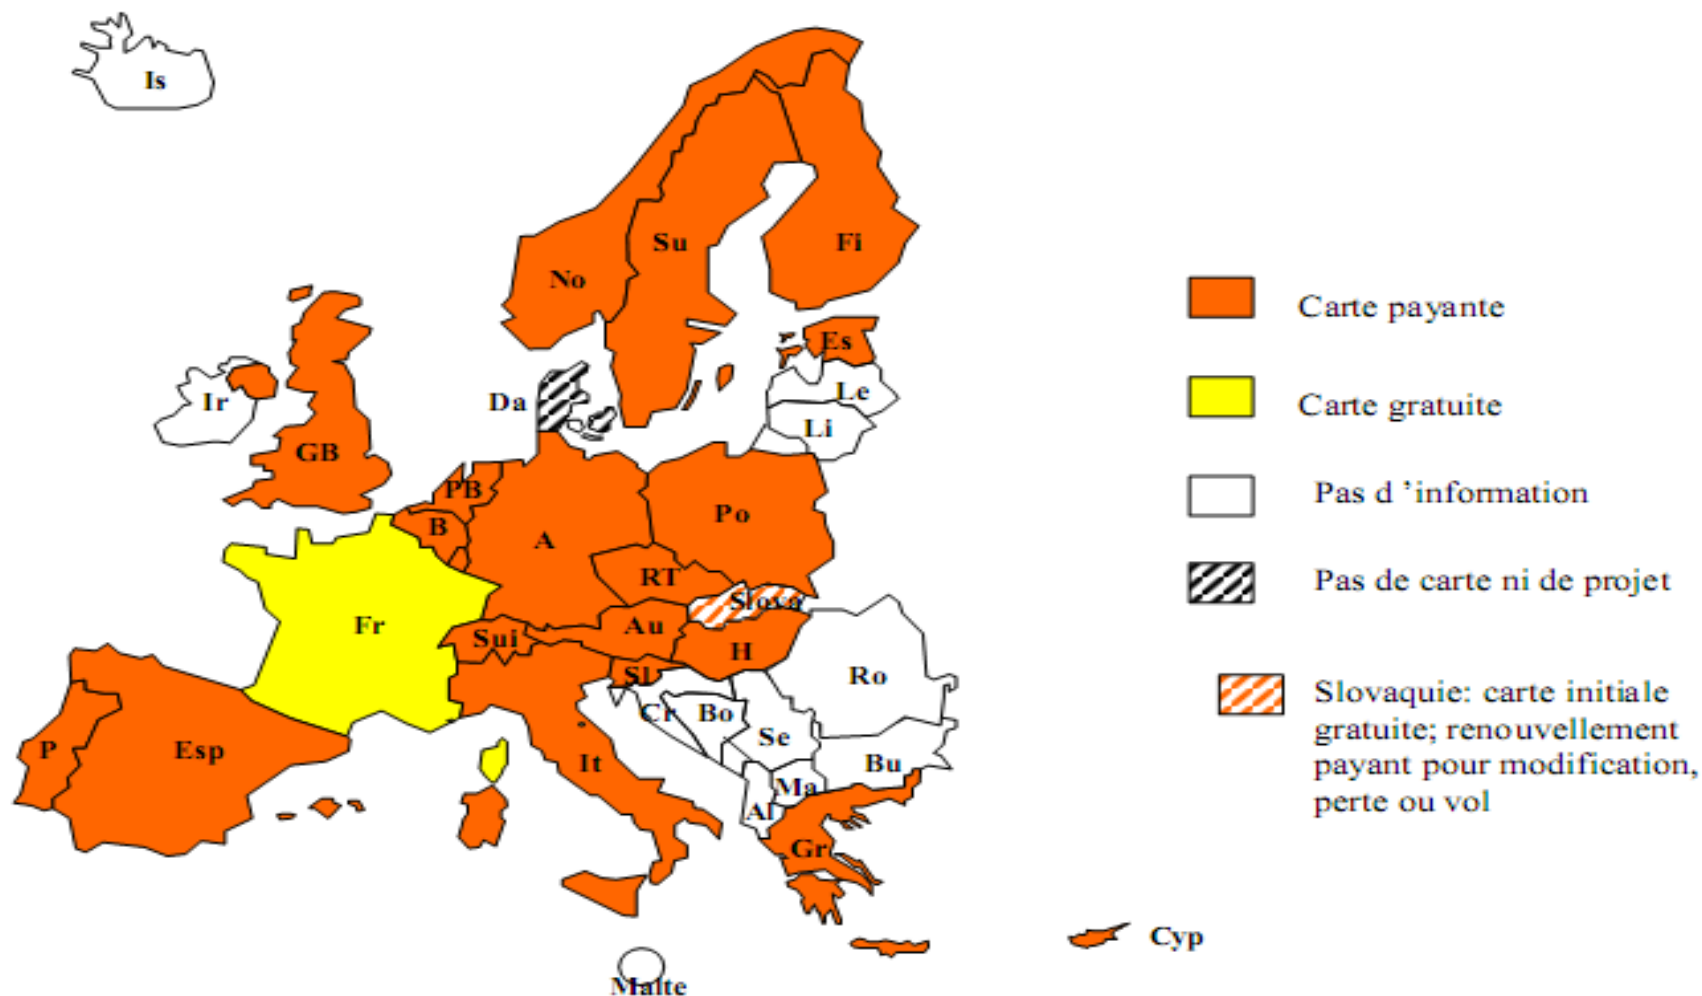 Is
Su
Fi
No
Es
Le
Li
Da
Ir
GB
PB
B
A
Po
RT
Slova
Fr
Sui
Au
H
Sl
Ro
Cr
Bo
Se
Bu
P
Esp
It
Ma
Al
Gr
Cyp
Malte
Carte payante
Carte gratuite
Pas d ’information
Pas de carte ni de projet
Slovaquie: carte initiale
gratuite; renouvellement
payant pour modification,
perte ou vol